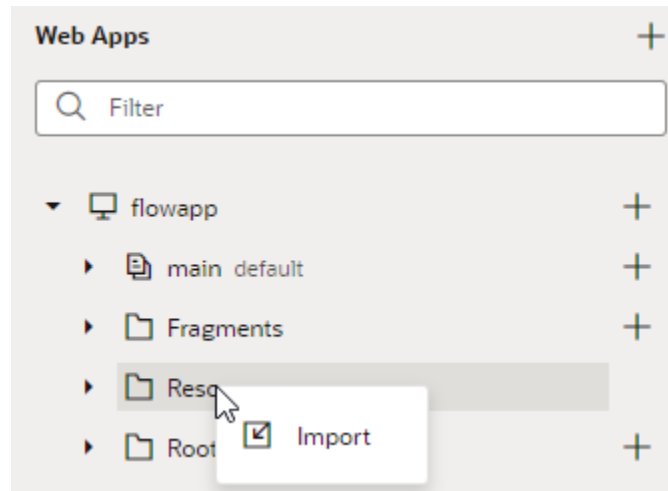 Web Apps
Filter
flowapp
main default
Fragments
Reso
Import
Root